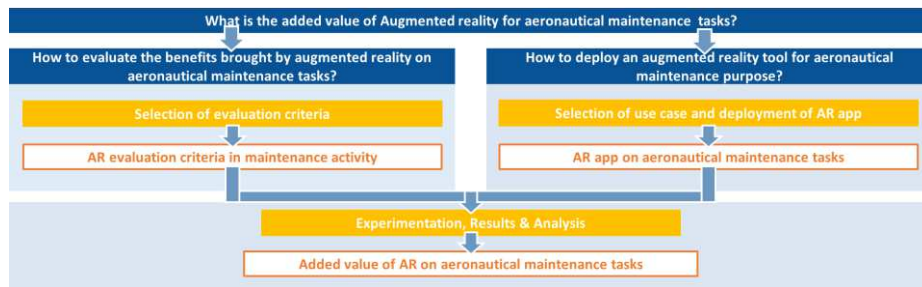 What is the added value of Augmented reality for aeronautical maintenance tasks?
How to evaluate the benefits brought by augmented reality on
aeronautical maintenance tasks?
Selection of evaluation criteria
AR evaluation criteria in maintenance activity
How to deploy an augmented reality tool for aeronautical
maintenance purpose?
Selection of use case and deployment of AR app
AR app on aeronautical maintenance tasks
Experimentation, Results & Analysis
Added value of AR on aeronautical maintenance tasks